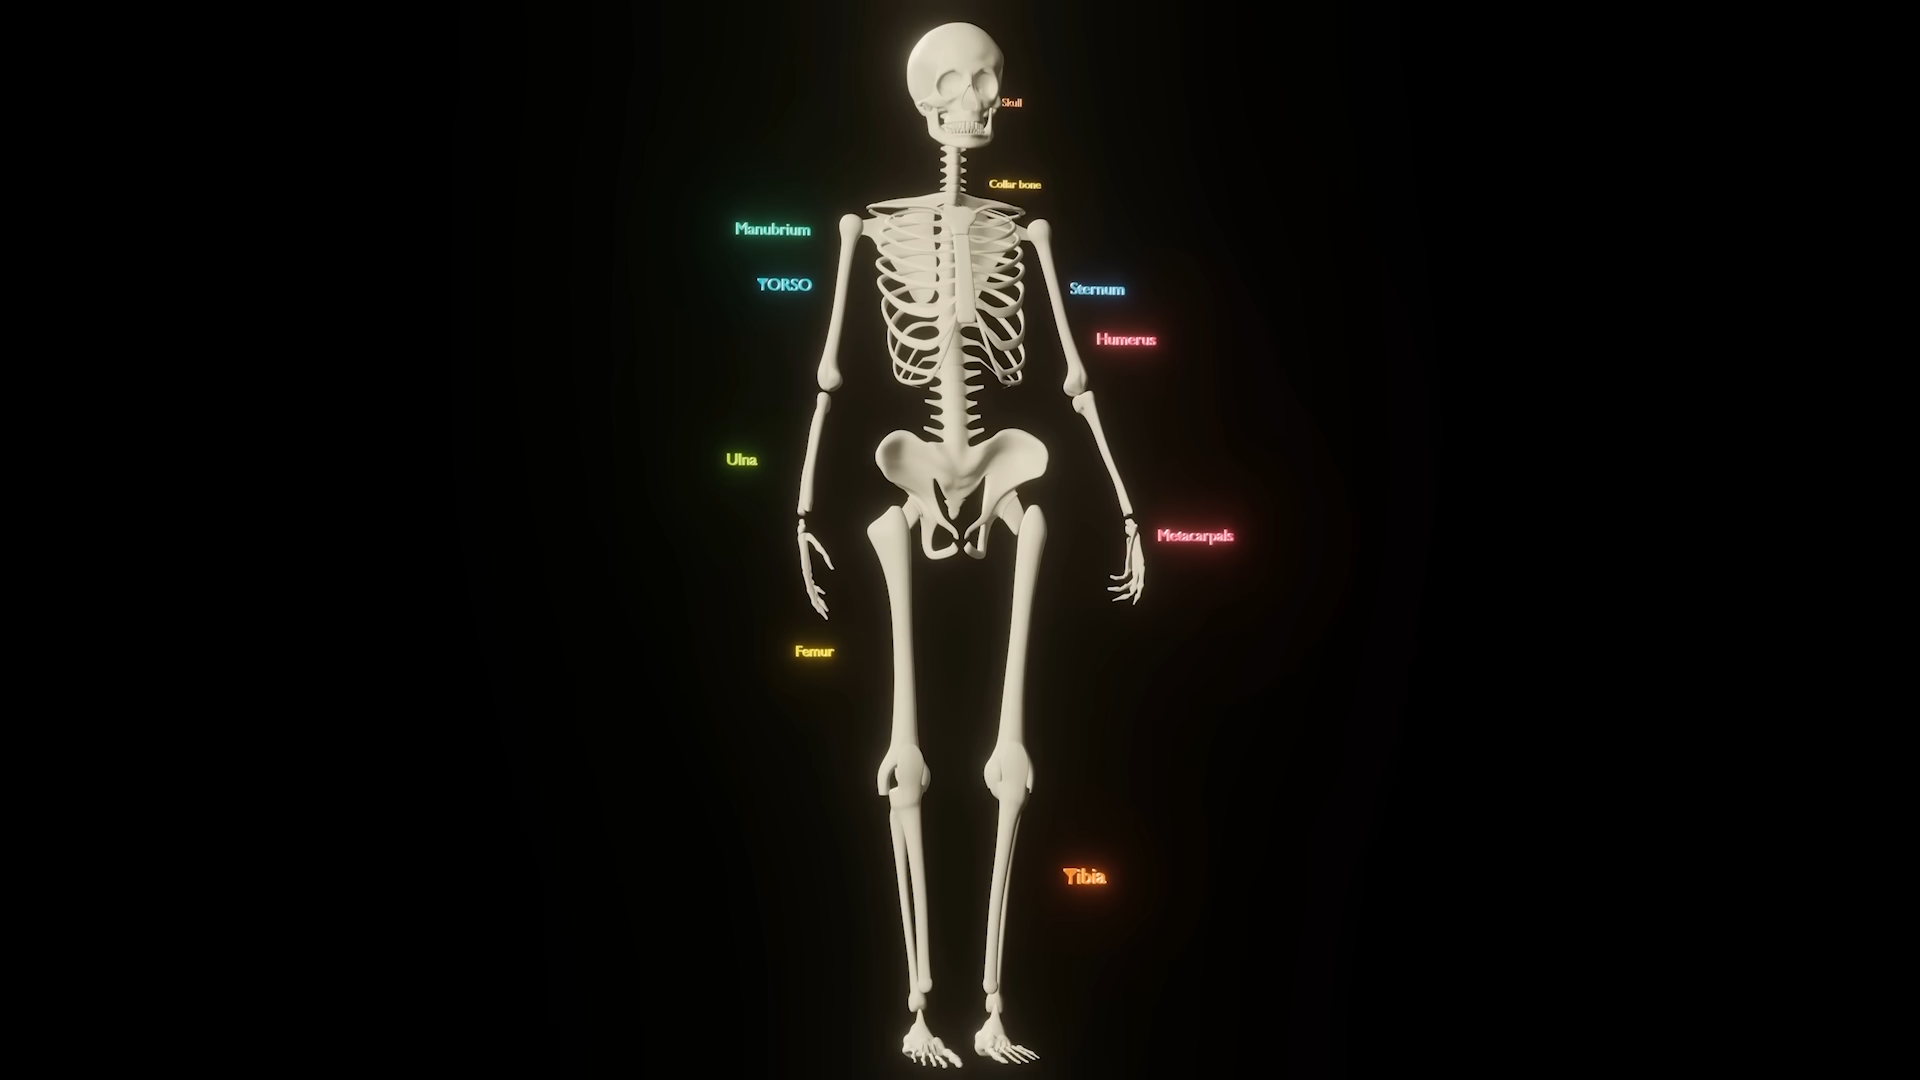 Skull
Collar bone
Manubrium
TORSO
Sternum
Humerus
Ulna
Metacarpals
Femur
Tibia